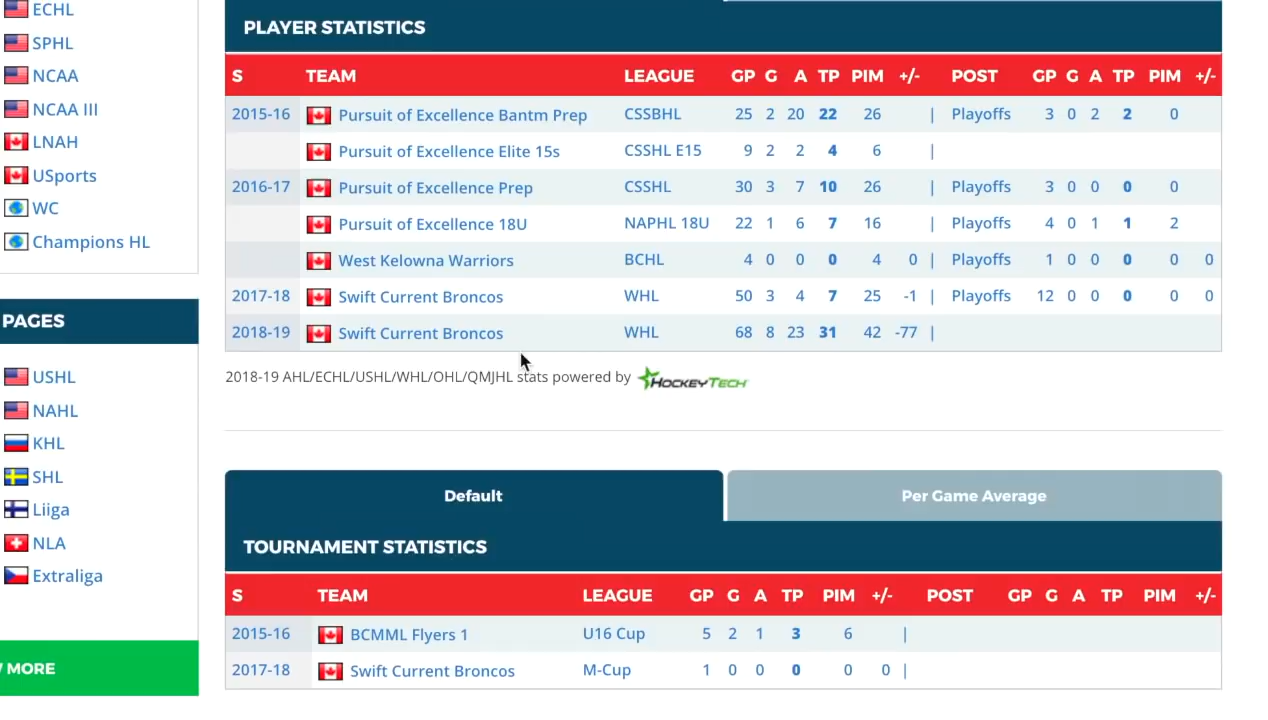 ECHL
SPHL
NCAA
NCAA III
LNAH
USports
WC
Champions HL
PAGES
USHL
NAHL
KHL
SHL
Liiga
NLA
Extraliga
MORE
PLAYER STATISTICS
S TEAM LEAGUE GP G A TP PIM +/- POST GP G A TP PIM +/-
2015-16 Pursuit of Excellence Bantm Prep CSSBHL 25 2 20 22 26 | Playoffs 3 0 2 2 0
Pursuit of Excellence Elite 15s CSSHL E15 9 2 2 4 6 |
2016-17 Pursuit of Excellence Prep CSSHL 30 3 7 10 26 | Playoffs 3 0 0 0 0
Pursuit of Excellence 18U NAPHL 18U 22 1 6 7 16 | Playoffs 4 0 1 1 2
West Kelowna Warriors BCHL 4 0 0 0 4 0 | Playoffs 1 0 0 0 0 0
2017-18 Swift Current Broncos WHL 50 3 4 7 25 -1 | Playoffs 12 0 0 0 0 0
2018-19 Swift Current Broncos WHL 68 8 23 31 42 -77 |
2018-19 AHL/ECHL/USHL/WHL/OHL/QMJHL stats powered by HOCKEYTECH
Default Per Game Average
TOURNAMENT STATISTICS
S TEAM LEAGUE GP G A TP PIM +/- POST GP G A TP PIM +/-
2015-16 BCMML Flyers 1 U16 Cup 5 2 1 3 6 |
2017-18 Swift Current Broncos M-Cup 1 0 0 0 0 0 |